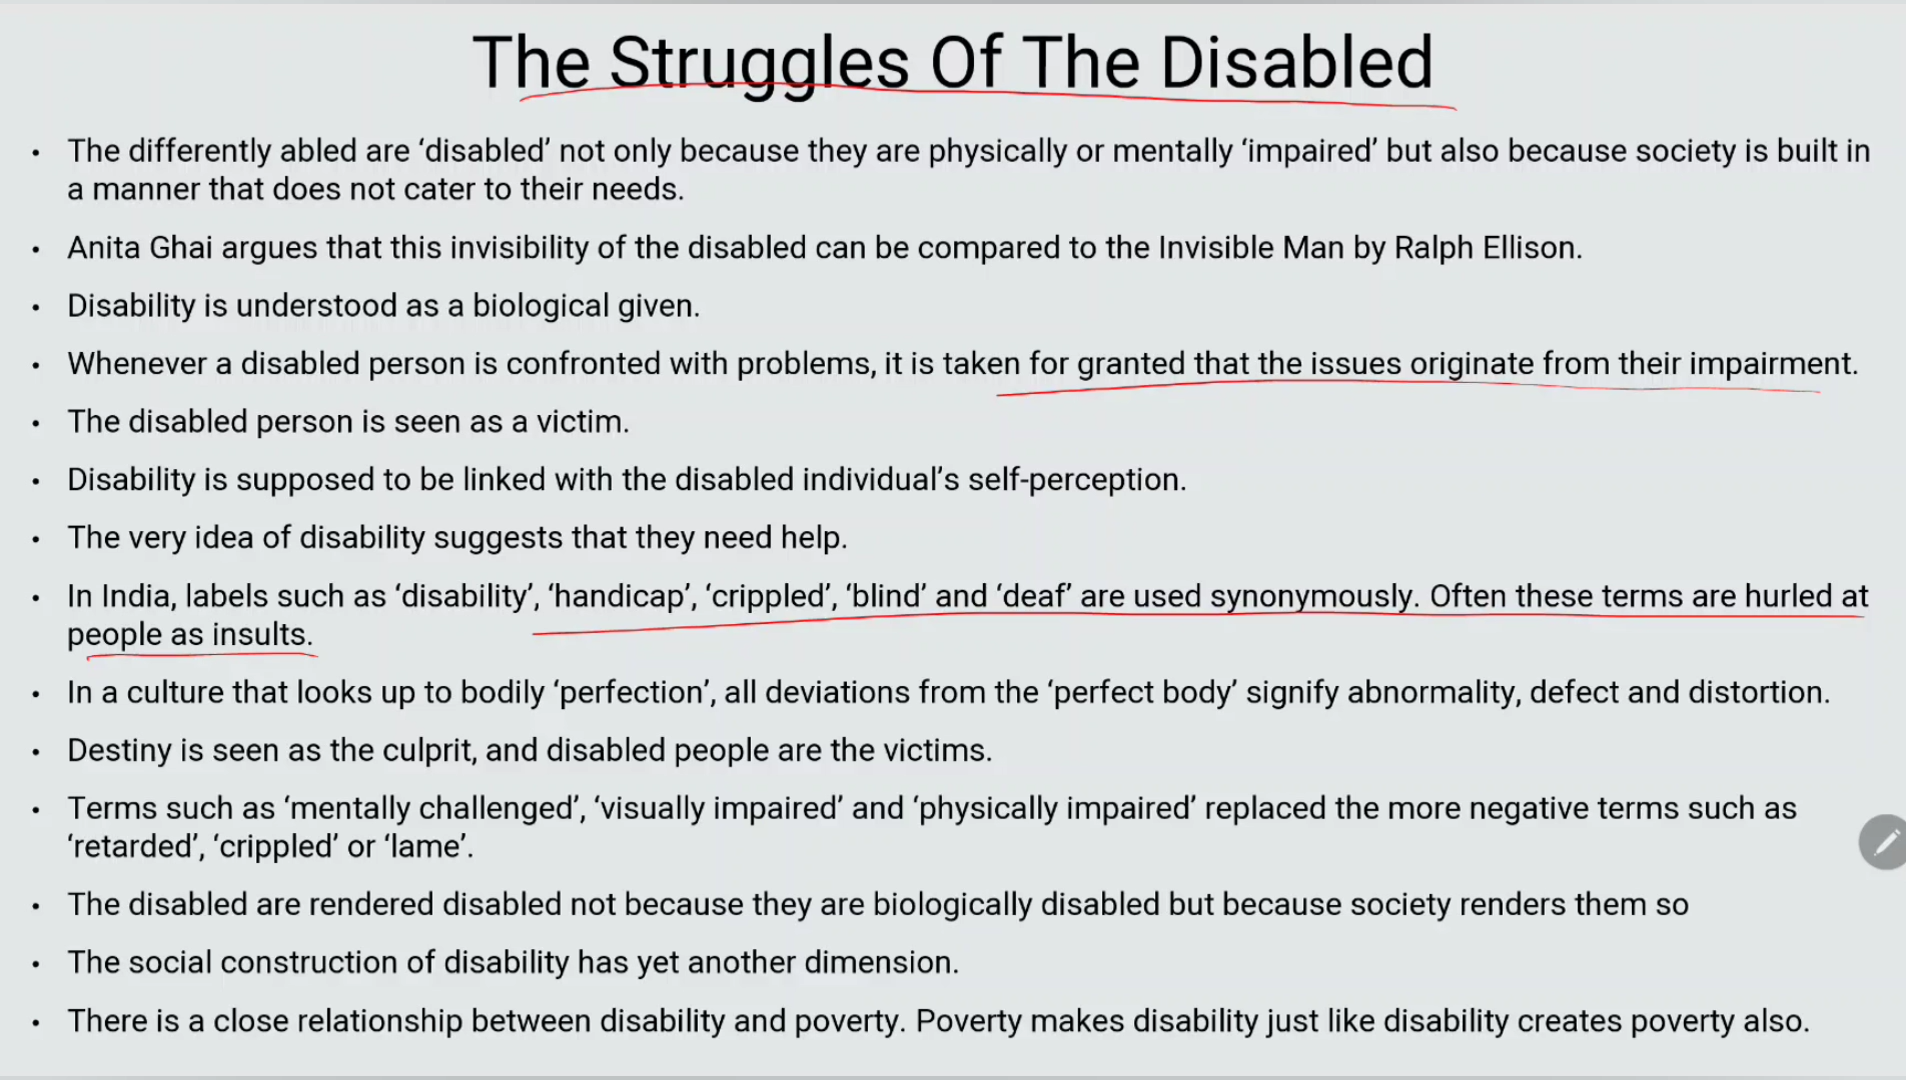 The Struggles Of The Disabled
• The differently abled are ‘disabled’ not only because they are physically or mentally ‘impaired’ but also because society is built in
a manner that does not cater to their needs.
• Anita Ghai argues that this invisibility of the disabled can be compared to the Invisible Man by Ralph Ellison.
• Disability is understood as a biological given.
• Whenever a disabled person is confronted with problems, it is taken for granted that the issues originate from their impairment.
• The disabled person is seen as a victim.
• Disability is supposed to be linked with the disabled individual’s self-perception.
• The very idea of disability suggests that they need help.
• In India, labels such as ‘disability’, ‘handicap’, ‘crippled’, ‘blind’ and ‘deaf’ are used synonymously. Often these terms are hurled at
people as insults.
• In a culture that looks up to bodily ‘perfection’, all deviations from the ‘perfect body’ signify abnormality, defect and distortion.
• Destiny is seen as the culprit, and disabled people are the victims.
• Terms such as ‘mentally challenged’, ‘visually impaired’ and ‘physically impaired’ replaced the more negative terms such as
‘retarded’, ‘crippled’ or ‘lame’.
• The disabled are rendered disabled not because they are biologically disabled but because society renders them so
• The social construction of disability has yet another dimension.
• There is a close relationship between disability and poverty. Poverty makes disability just like disability creates poverty also.